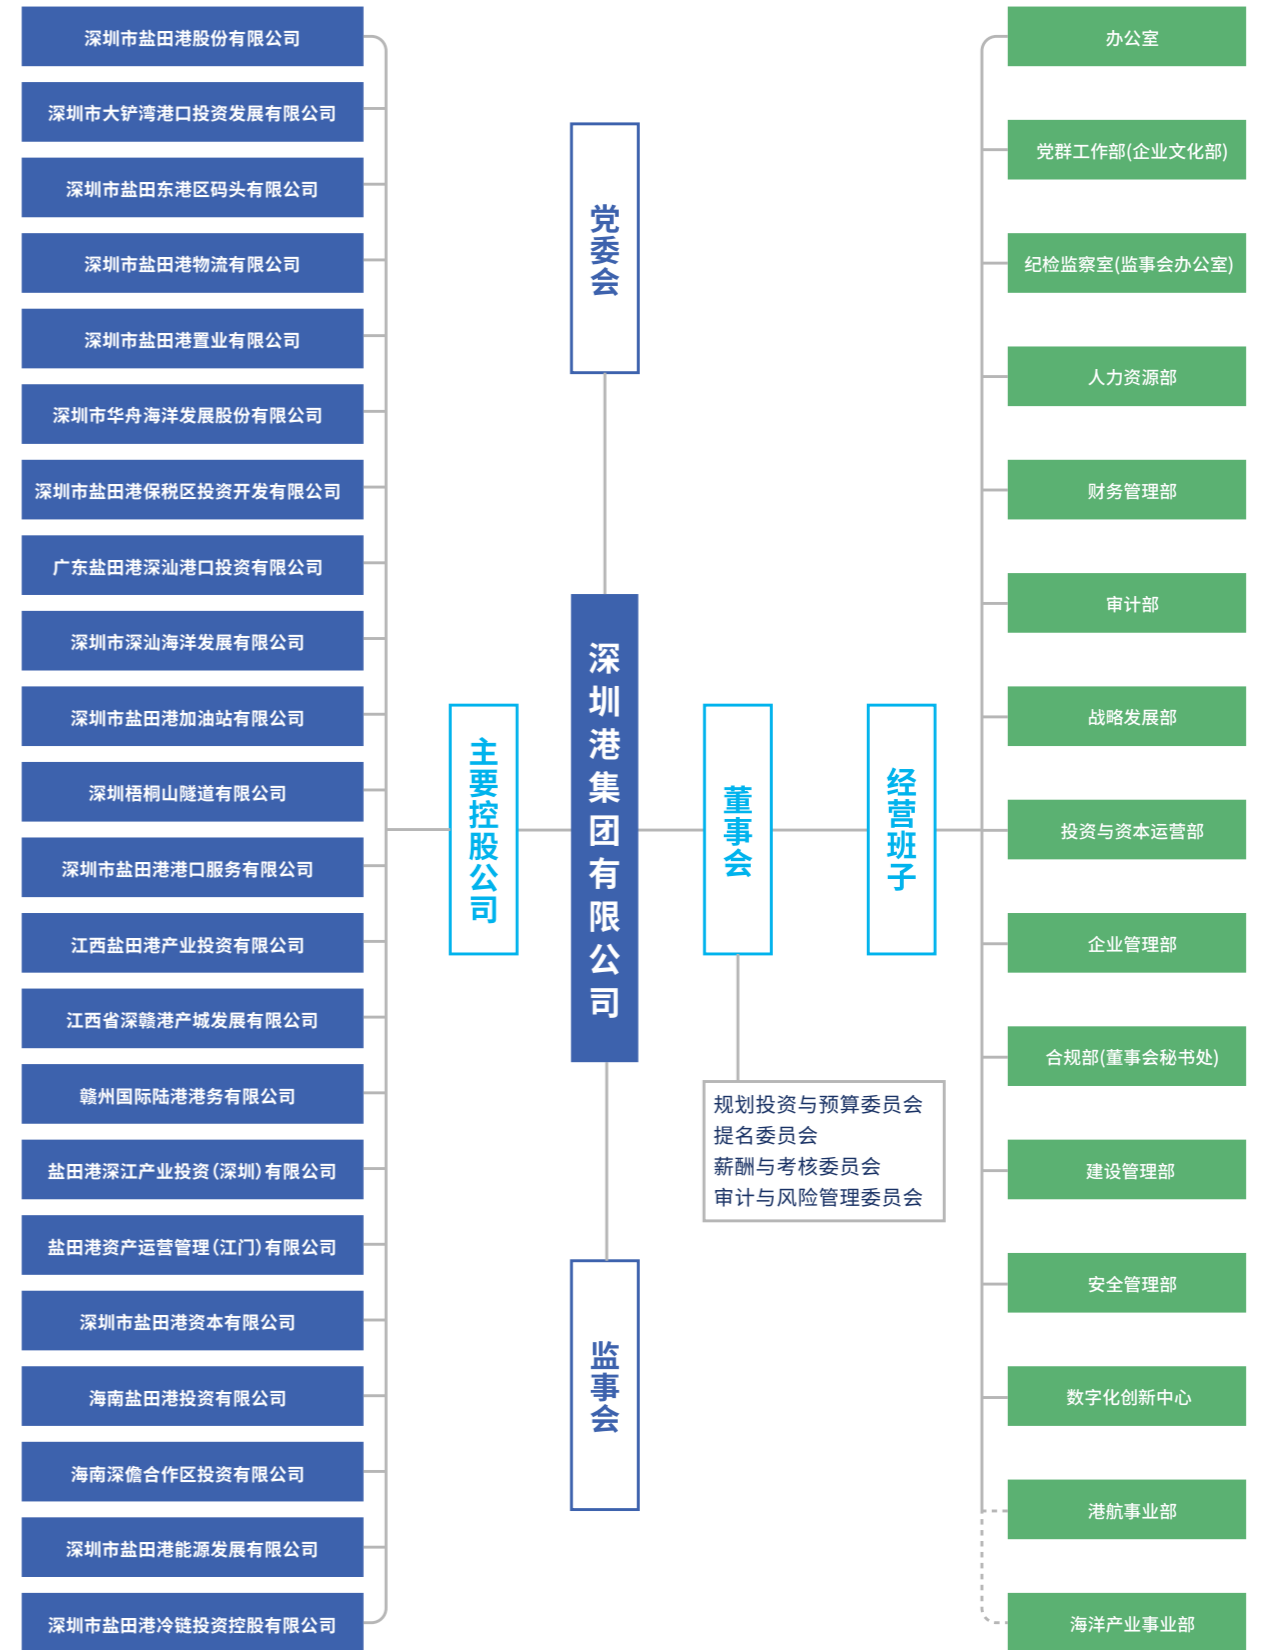 深圳市盐田港股份有限公司
深圳市大铲湾港口投资发展有限公司
深圳市盐田东港区码头有限公司
深圳市盐田港物流有限公司
深圳市盐田港置业有限公司
深圳市华舟海洋发展股份有限公司
深圳市盐田港保税区投资开发有限公司
广东盐田港深汕港口投资有限公司
深圳市深汕海洋发展有限公司
深圳市盐田港加油站有限公司
深圳梧桐山隧道有限公司
深圳市盐田港港口服务有限公司
江西盐田港产业投资有限公司
江西省深赣港产城发展有限公司
赣州国际陆港港务有限公司
盐田港深江产业投资(深圳)有限公司
盐田港资产运营管理(江门)有限公司
深圳市盐田港资本有限公司
海南盐田港投资有限公司
海南深儋合作区投资有限公司
深圳市盐田港能源发展有限公司
深圳市盐田港冷链投资控股有限公司
主要控股公司
党委会
深圳港集团有限公司
监事会
董事会
规划投资与预算委员会
提名委员会
薪酬与考核委员会
审计与风险管理委员会
经营班子
办公室
党群工作部(企业文化部)
纪检监察室(监事会办公室)
人力资源部
财务管理部
审计部
战略发展部
投资与资本运营部
企业管理部
合规部(董事会秘书处)
建设管理部
安全管理部
数字化创新中心
港航事业部
海洋产业事业部